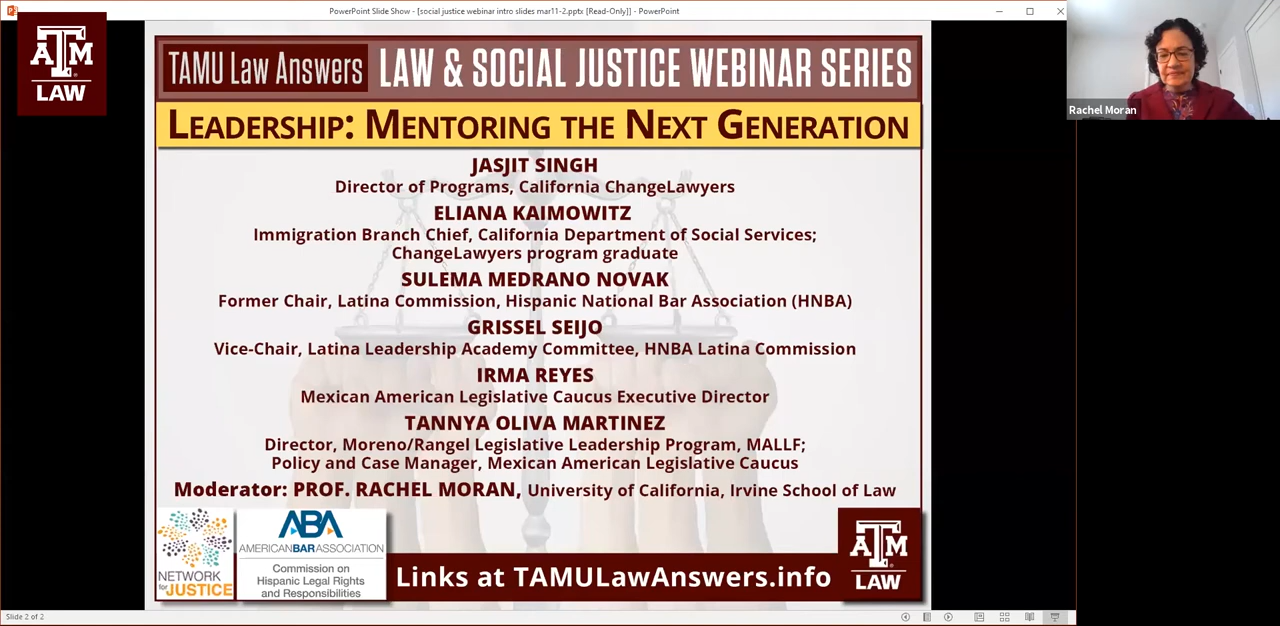 PowerPoint Slide Show - [social justice webinar intro slides mar11-2.pptx [Read-Only]] - PowerPoint
A&M
LAW
Rachel Moran
TAMU Law Answers LAW & SOCIAL JUSTICE WEBINAR SERIES
LEADERSHIP: MENTORING THE NEXT GENERATION
JASJIT SINGH
Director of Programs, California ChangeLawyers
ELIANA KAIMOWITZ
Immigration Branch Chief, California Department of Social Services;
ChangeLawyers program graduate
SULEMA MEDRANO NOVAK
Former Chair, Latina Commission, Hispanic National Bar Association (HNBA)
GRISSEL SEIJO
Vice-Chair, Latina Leadership Academy Committee, HNBA Latina Commission
IRMA REYES
Mexican American Legislative Caucus Executive Director
TANNYA OLIVA MARTINEZ
Director, Moreno/Rangel Legislative Leadership Program, MALLF;
Policy and Case Manager, Mexican American Legislative Caucus
Moderator: PROF. RACHEL MORAN, University of California, Irvine School of Law
NETWORK
for JUSTICE
ABA
AMERICANBARASSOCIATION
Commission on
Hispanic Legal Rights
and Responsibilities
Links at TAMULawAnswers.info
A&M
LAW
Slide 2 of 2